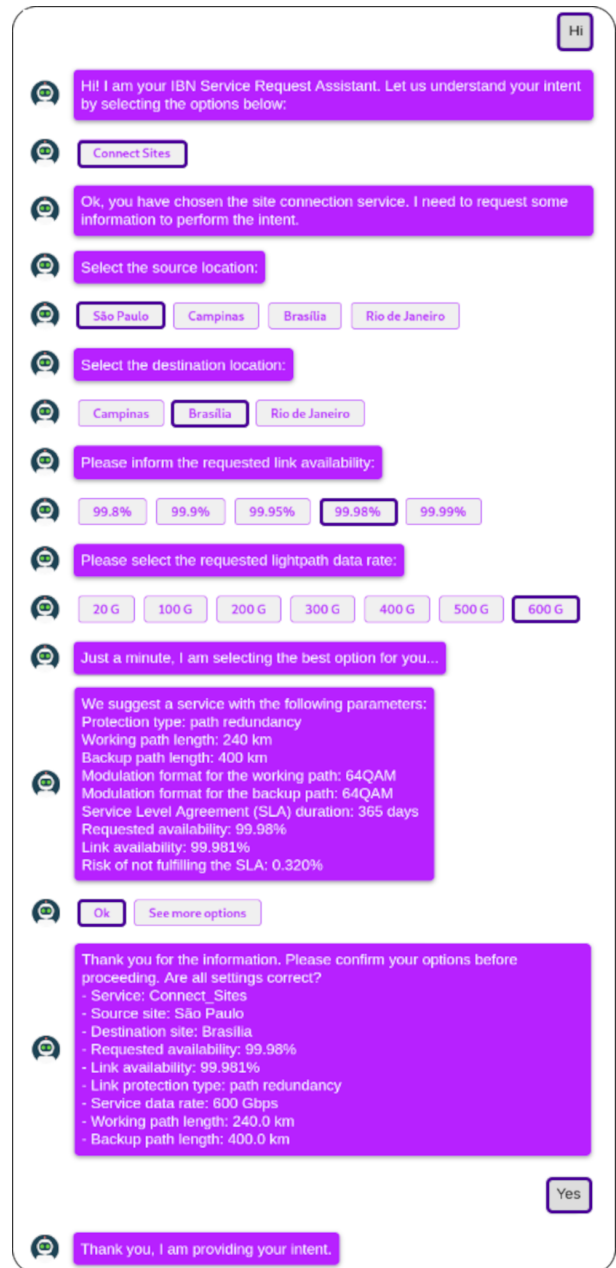 Hi
Hi! I am your IBN Service Request Assistant. Let us understand your intent
by selecting the options below:
Connect Sites
Ok, you have chosen the site connection service. I need to request some
information to perform the intent.
Select the source location:
São Paulo Campinas Brasília Rio de Janeiro
Select the destination location:
Campinas Brasília Rio de Janeiro
Please inform the requested link availability:
99.8% 99.9% 99.95% 99.98% 99.99%
Please select the requested lightpath data rate:
20 G 100 G 200 G 300 G 400 G 500 G 600 G
Just a minute, I am selecting the best option for you...
We suggest a service with the following parameters:
Protection type: path redundancy
Working path length: 240 km
Backup path length: 400 km
Modulation format for the working path: 64QAM
Modulation format for the backup path: 64QAM
Service Level Agreement (SLA) duration: 365 days
Requested availability: 99.98%
Link availability: 99.981%
Risk of not fulfilling the SLA: 0.320%
Ok See more options
Thank you for the information. Please confirm your options before
proceeding. Are all settings correct?
- Service: Connect_Sites
- Source site: São Paulo
- Destination site: Brasília
- Requested availability: 99.98%
- Link availability: 99.981%
- Link protection type: path redundancy
- Service data rate: 600 Gbps
- Working path length: 240.0 km
- Backup path length: 400.0 km
Yes
Thank you, I am providing your intent.